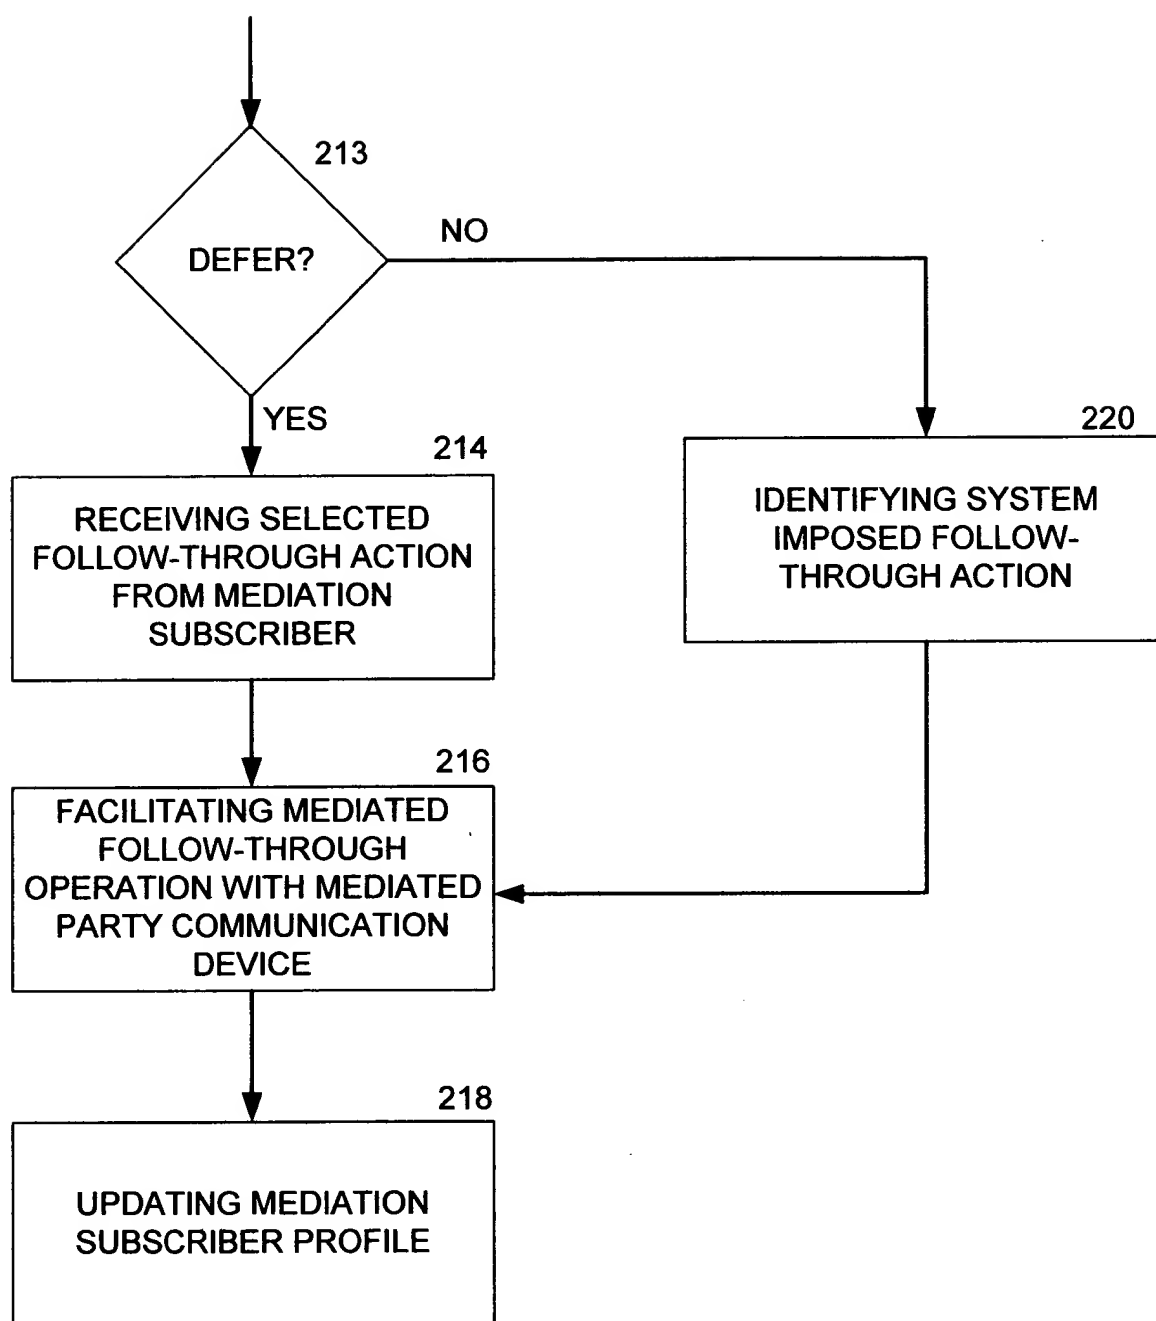 213
DEFER?
NO
YES
214
RECEIVING SELECTED
FOLLOW-THROUGH ACTION
FROM MEDIATION
SUBSCRIBER
220
IDENTIFYING SYSTEM
IMPOSED FOLLOW-
THROUGH ACTION
216
FACILITATING MEDIATED
FOLLOW-THROUGH
OPERATION WITH MEDIATED
PARTY COMMUNICATION
DEVICE
218
UPDATING MEDIATION
SUBSCRIBER PROFILE